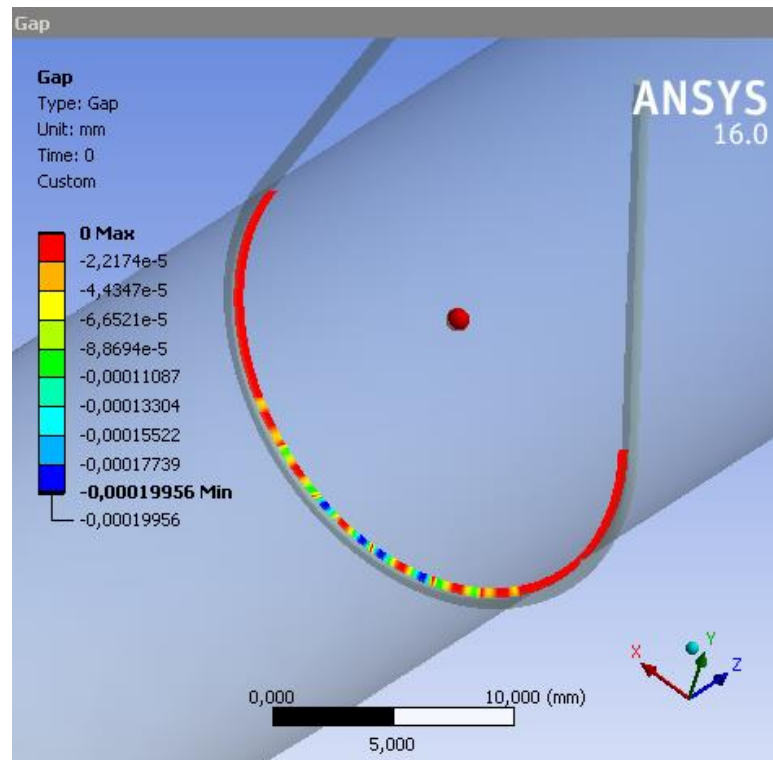 Gap
Gap
Type: Gap
Unit: mm
Time: 0
Custom
0 Max
-2,2174e-5
-4,4347e-5
-6,6521e-5
-8,8694e-5
-0,00011087
-0,00013304
-0,00015522
-0,00017739
-0,00019956 Min
-0,00019956
ANSYS
16.0
X
Y
Z
0,000
10,000 (mm)
5,000